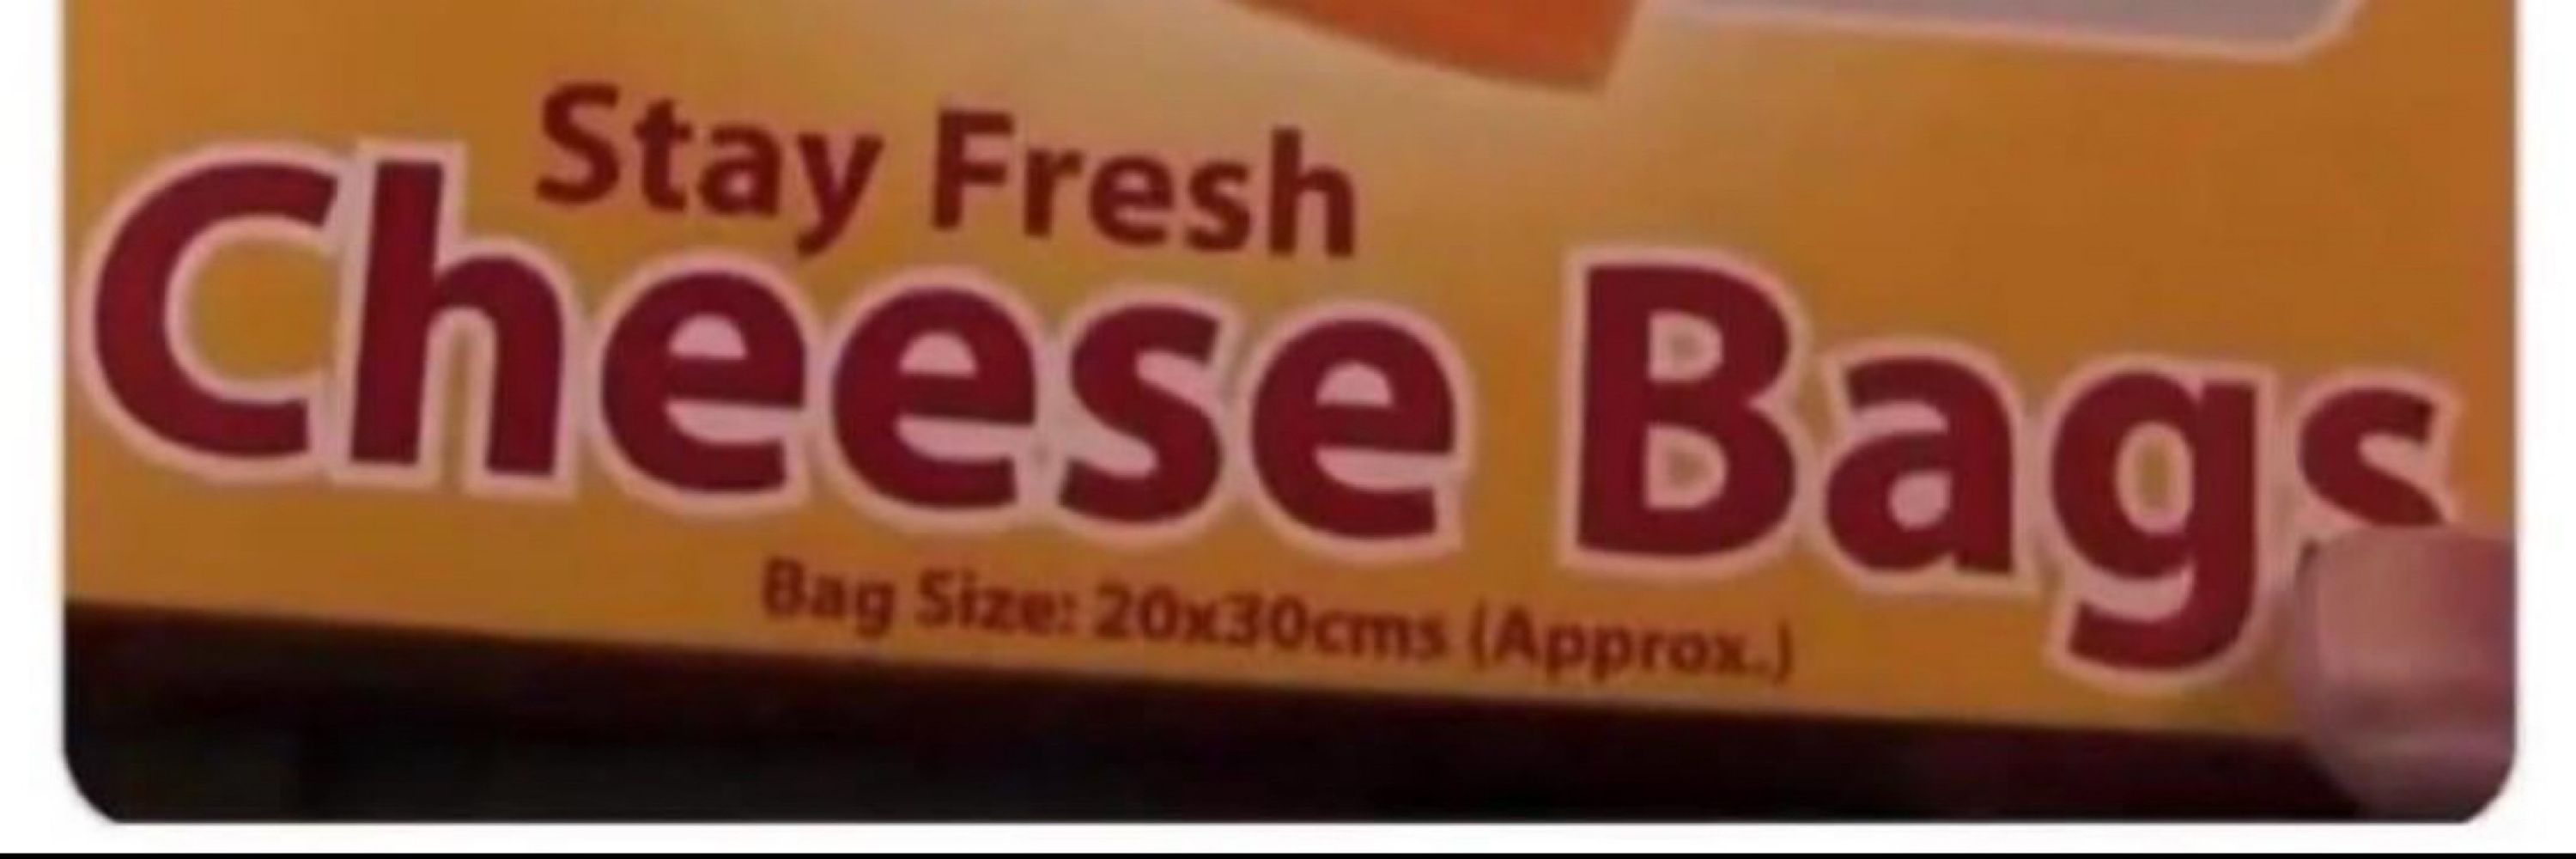 Stay Fresh
Cheese Bags
Bag Size: 20x30cms (Approx.)